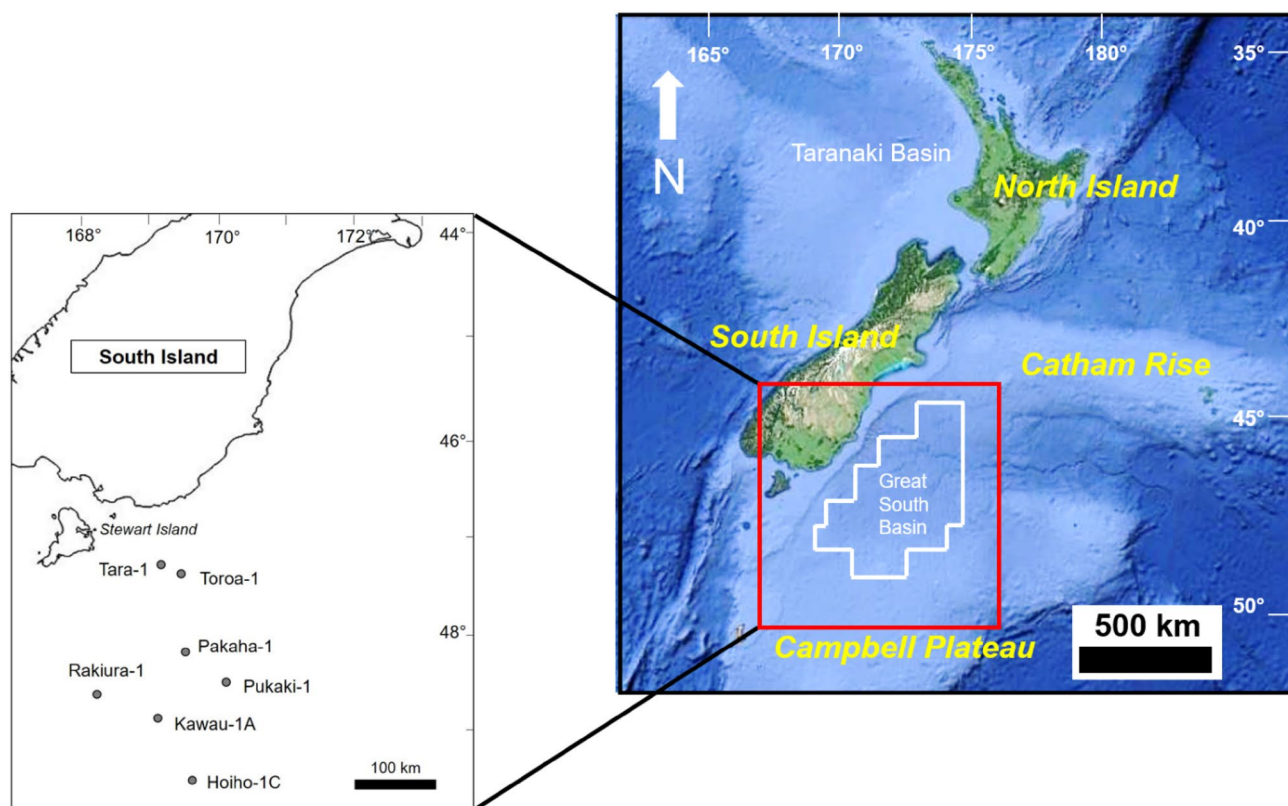 168°
170°
172°
44°
South Island
46°
Stewart Island
Tara-1
Toroa-1
Pakaha-1
48°
Rakiura-1
Pukaki-1
Kawau-1A
Hoiho-1C
100 km
165°
170°
175°
180°
35°
N
Taranaki Basin
North Island
40°
South Island
Catham Rise
45°
Great
South
Basin
50°
500 km
Campbell Plateau